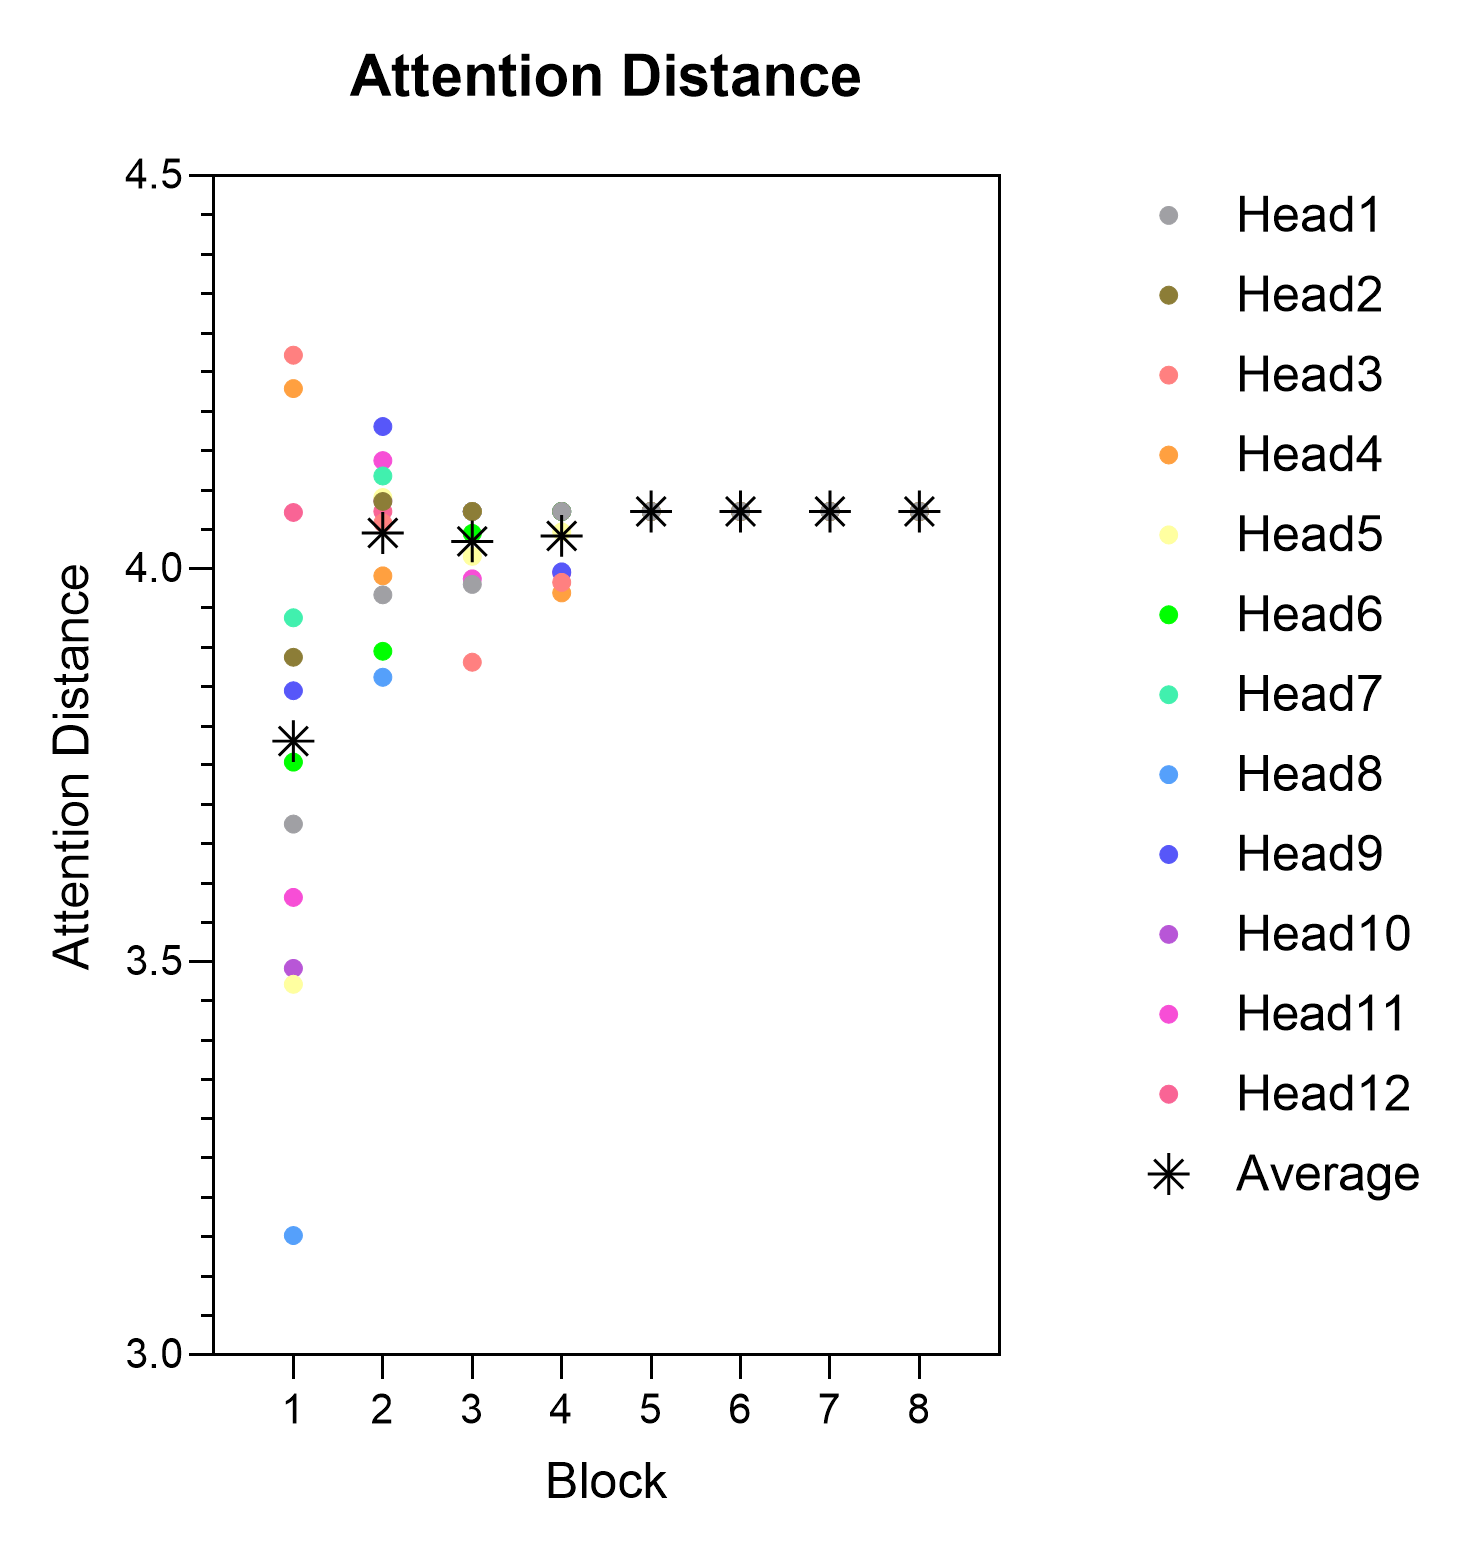 Attention Distance
4.5
4.0
3.5
3.0
Attention Distance
1 2 3 4 5 6 7 8
Block
Head1
Head2
Head3
Head4
Head5
Head6
Head7
Head8
Head9
Head10
Head11
Head12
Average